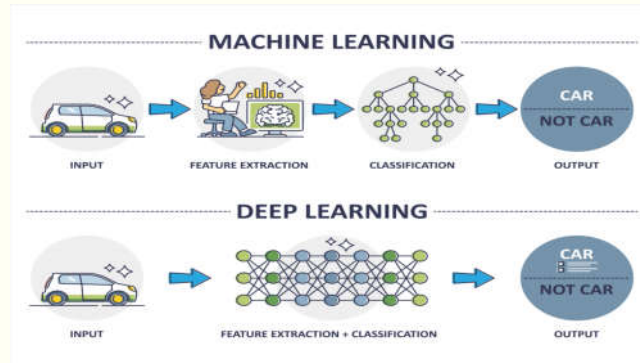 MACHINE LEARNING
CAR
NOT CAR
INPUT FEATURE EXTRACTION CLASSIFICATION OUTPUT
DEEP LEARNING
CAR
NOT CAR
INPUT FEATURE EXTRACTION + CLASSIFICATION OUTPUT